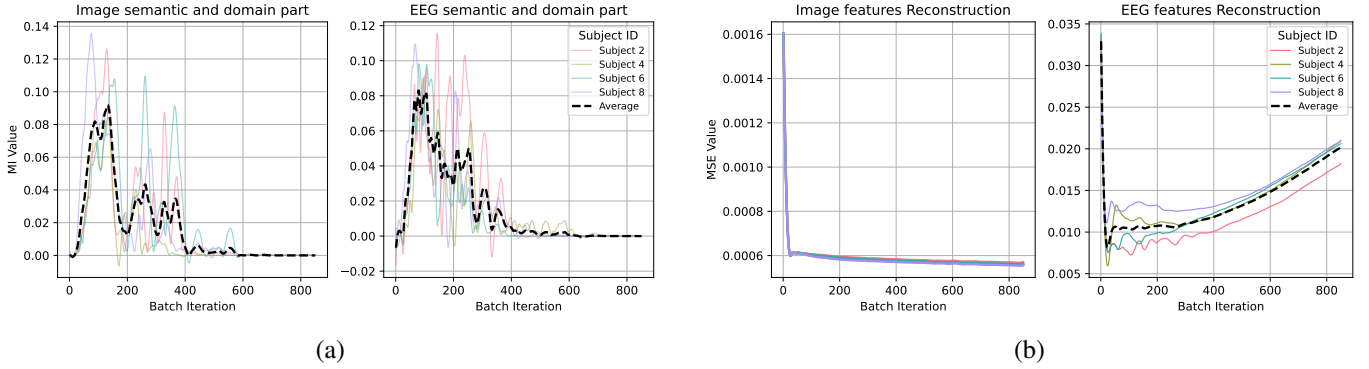 Image semantic and domain part
MI Value
0.14
0.12
0.10
0.08
0.06
0.04
0.02
0.00
0 200 400 600 800
Batch Iteration
EEG semantic and domain part
0.12
0.10
0.08
0.06
0.04
0.02
0.00
−0.02
0 200 400 600 800
Batch Iteration
Subject ID
Subject 2
Subject 4
Subject 6
Subject 8
Average
(a)
Image features Reconstruction
MSE Value
0.0016
0.0014
0.0012
0.0010
0.0008
0.0006
0 200 400 600 800
Batch Iteration
EEG features Reconstruction
0.035
0.030
0.025
0.020
0.015
0.010
0.005
0 200 400 600 800
Batch Iteration
Subject ID
Subject 2
Subject 4
Subject 6
Subject 8
Average
(b)